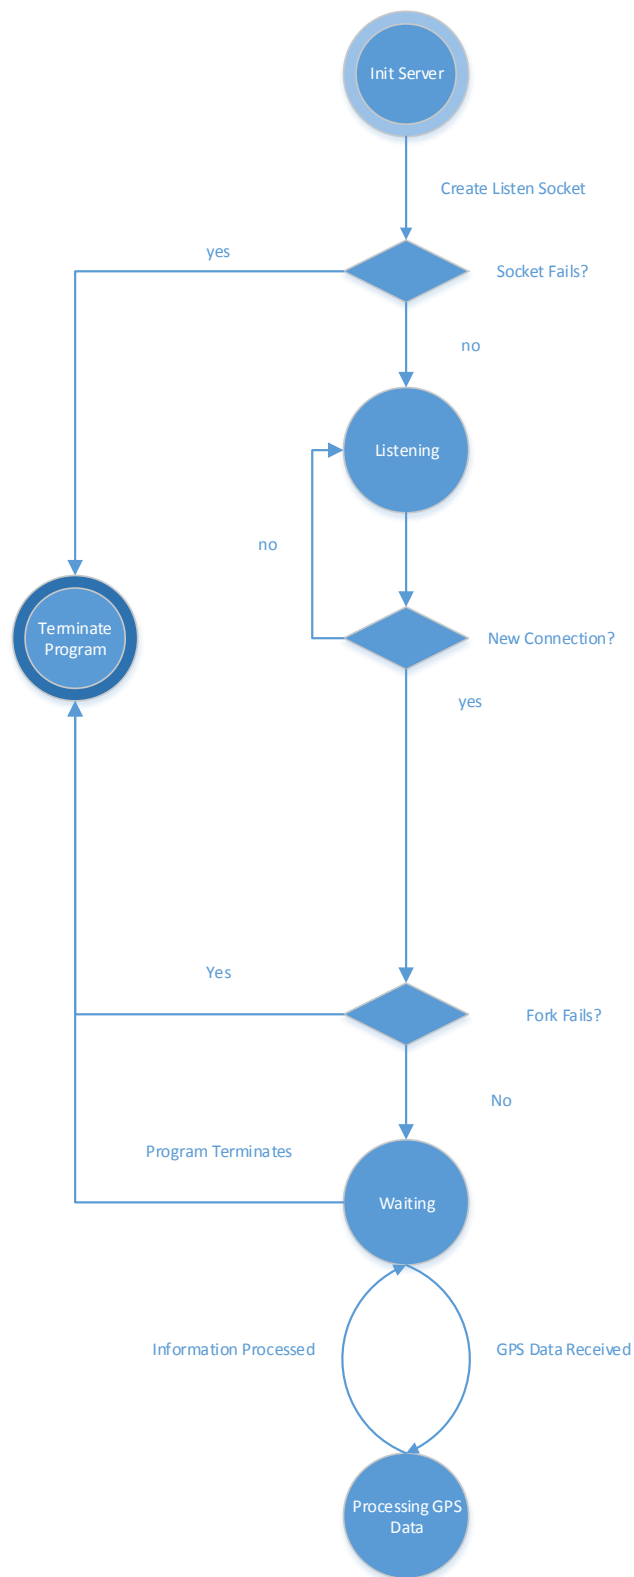 Init Server
Create Listen Socket
yes
Socket Fails?
no
Listening
no
Terminate
Program
New Connection?
yes
Yes
Fork Fails?
No
Program Terminates
Waiting
Information Processed
GPS Data Received
Processing GPS
Data